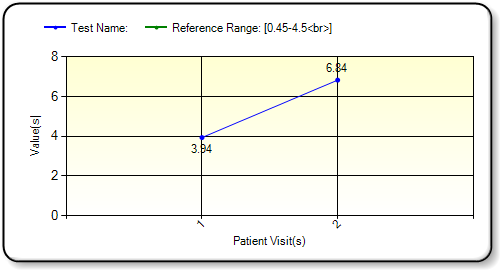 Test Name: Reference Range: [0.45-4.5<br>]
8
6.84
6
Value(s)
4
3.94
2
0
1 2
Patient Visit(s)